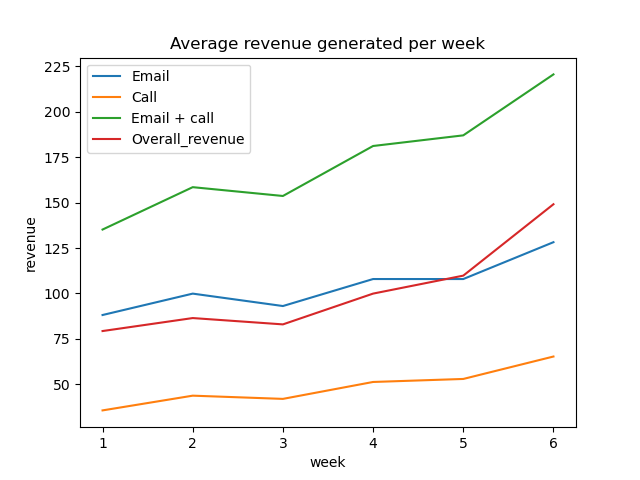 Average revenue generated per week
Email
Call
Email + call
Overall_revenue
225
200
175
150
125
100
75
50
revenue
1 2 3 4 5 6
week